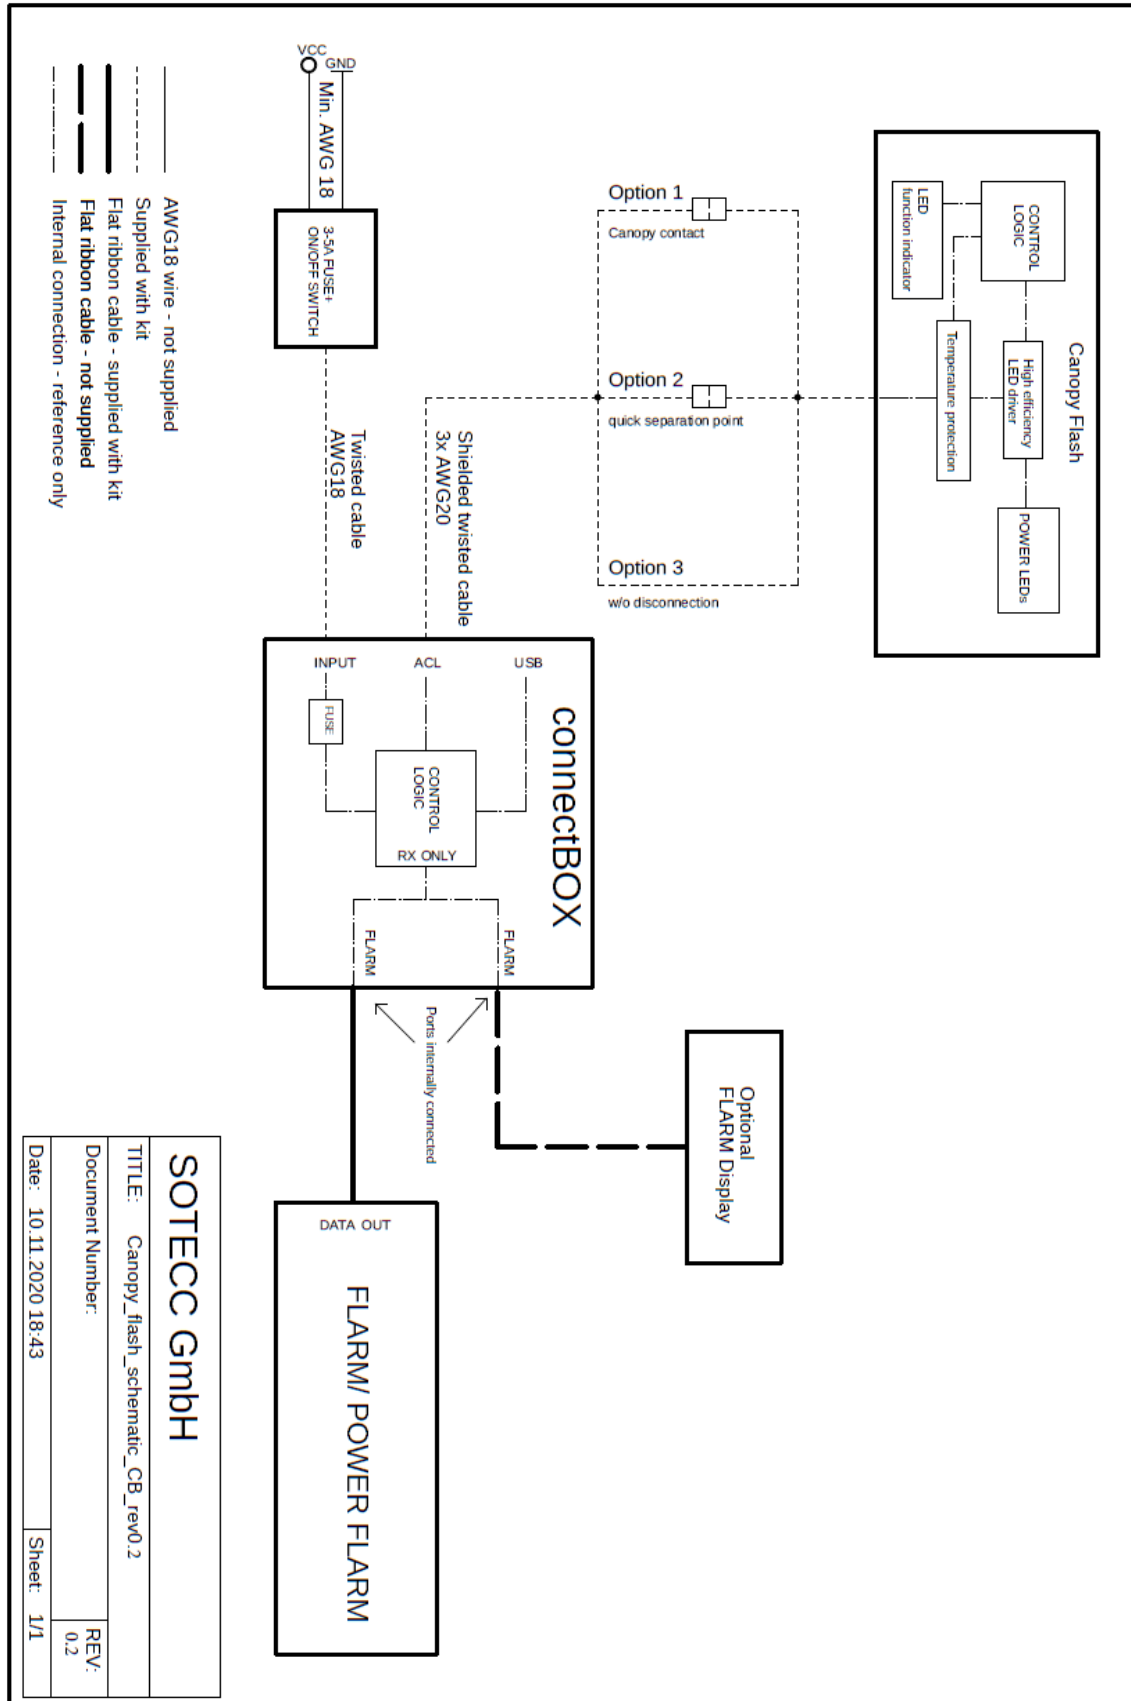 VCC
GND
Min. AWG 18
3-5A FUSE+
ON/OFF SWITCH
Twisted cable
AWG18
Shielded twisted cable
3x AWG20
Option 1
Canopy contact
Option 2
quick separation point
Option 3
w/o disconnection
Canopy Flash
CONTROL
LOGIC
LED
function indicator
Temperature protection
High efficiency
LED driver
POWER LEDs
connectBOX
INPUT
ACL
USB
FUSE
CONTROL
LOGIC
RX ONLY
FLARM
FLARM
Ports internally connected
Optional
FLARM Display
DATA OUT
FLARM/ POWER FLARM
AWG18 wire - not supplied
Supplied with kit
Flat ribbon cable - supplied with kit
Flat ribbon cable - not supplied
Internal connection - reference only
SOTECC GmbH
TITLE: Canopy_flash_schematic_CB_rev0.2
Document Number:
REV:
0.2
Date: 10.11.2020 18:43
Sheet: 1/1